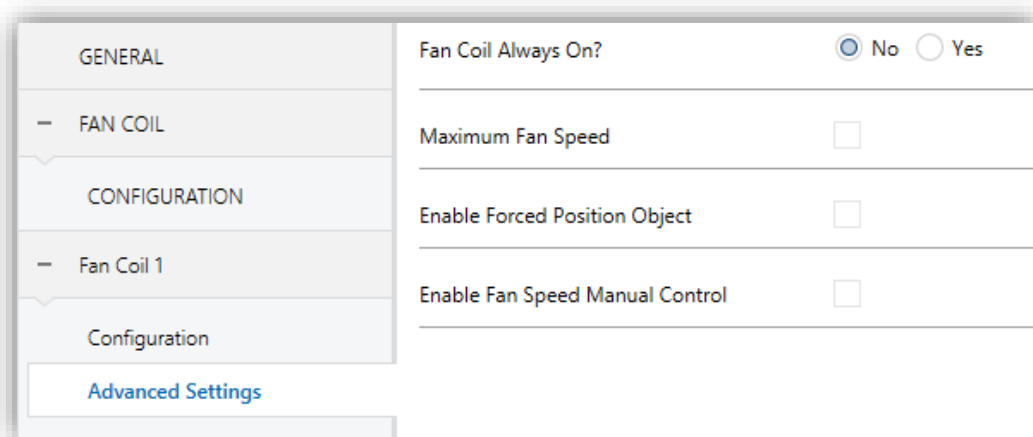 GENERAL
FAN COIL
CONFIGURATION
Fan Coil 1
Configuration
Advanced Settings
Fan Coil Always On? No Yes
Maximum Fan Speed
Enable Forced Position Object
Enable Fan Speed Manual Control